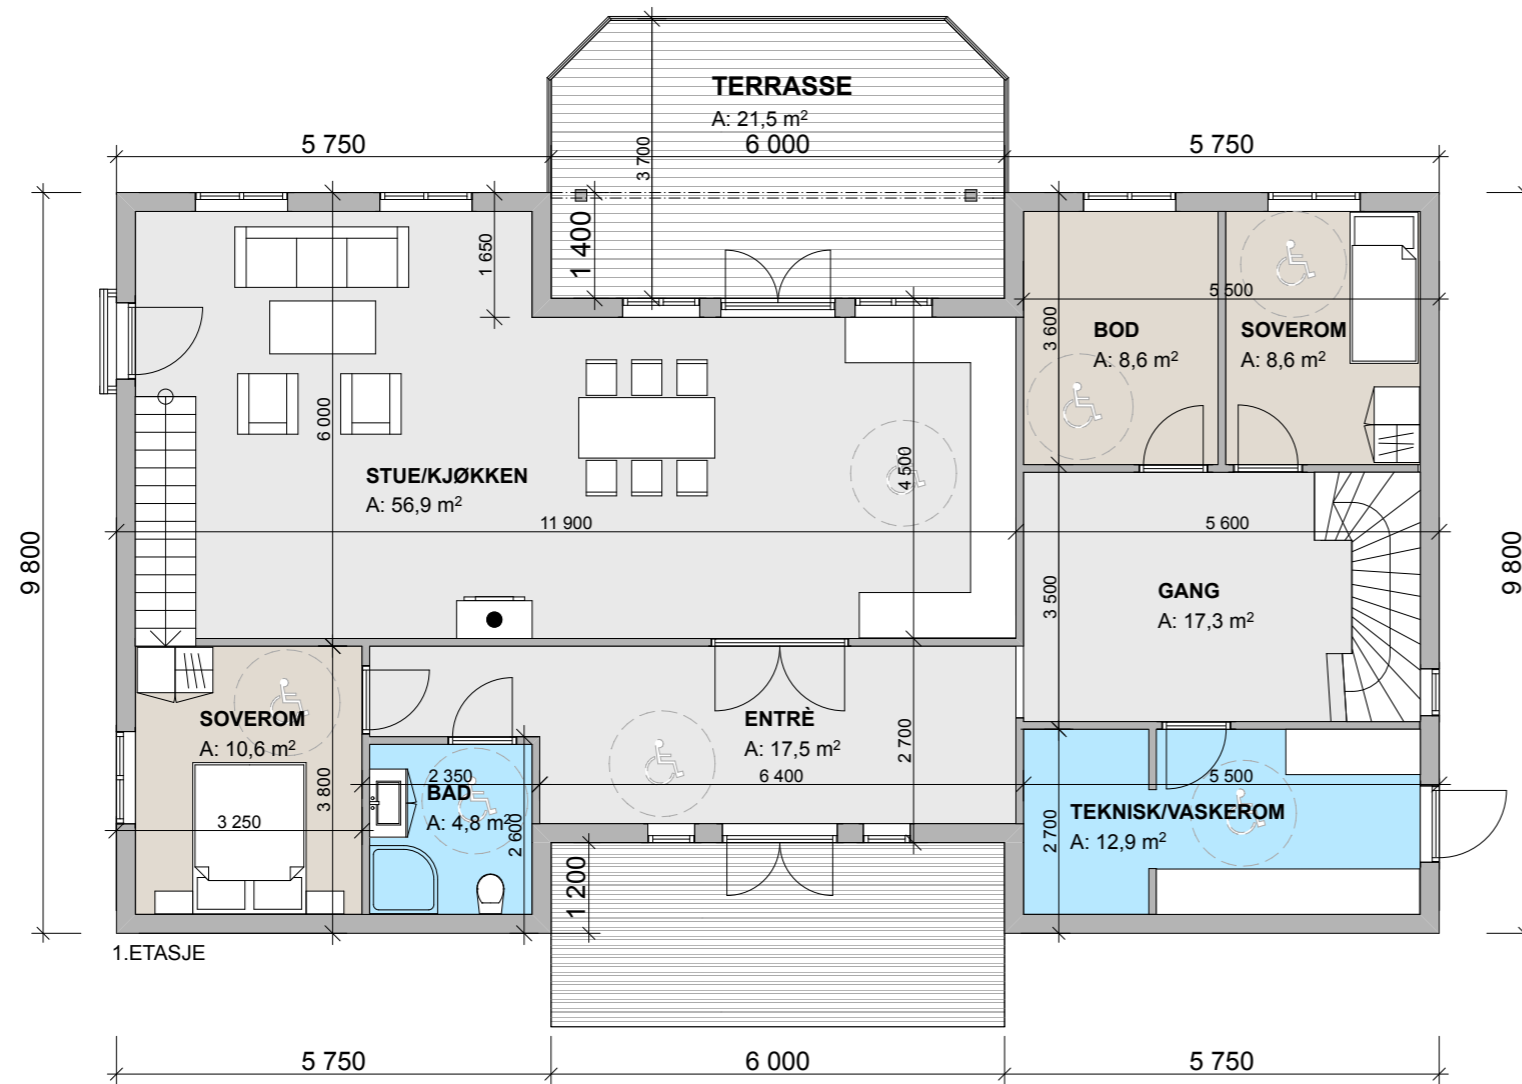 TERRASSE
A: 21,5 m²
5 750
6 000
5 750
3 700
1 400
1 650
5 500
3 600
BOD
A: 8,6 m²
SOVEROM
A: 8,6 m²
6 000
STUE/KJØKKEN
A: 56,9 m²
4 500
11 900
5 600
9 800
9 800
GANG
A: 17,3 m²
3 500
SOVEROM
A: 10,6 m²
ENTRÈ
A: 17,5 m²
2 700
2 350
6 400
5 500
BAD
A: 4,8 m²
3 800
2 600
3 250
TEKNISK/VASKEROM
A: 12,9 m²
2 700
1 200
1.ETASJE
5 750
6 000
5 750